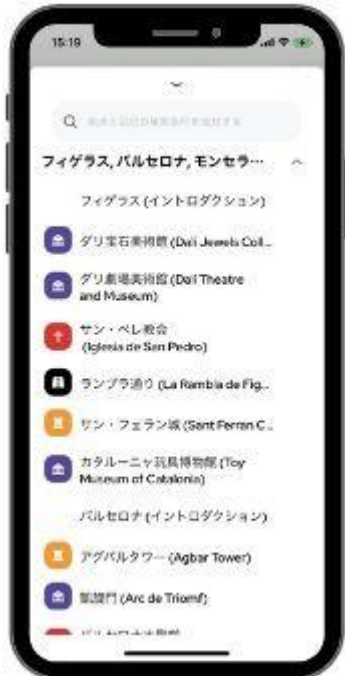 15:19
フィゲラス, バルセロナ, モンセラ…
フィゲラス (イントロダクション)
ダリ宝石美術館 (Dali Jewels Coll...
ダリ劇場美術館 (Dali Theatre
and Museum)
サン・ペレ教会
(Iglesia de San Pedro)
ランブラ通り (La Rambla de Fig...
サン・フェラン城 (Sant Ferran C...
カタルーニャ玩具博物館 (Toy
Museum of Catalonia)
バルセロナ (イントロダクション)
アグバルタワー (Agbar Tower)
凱旋門 (Arc de Triomf)